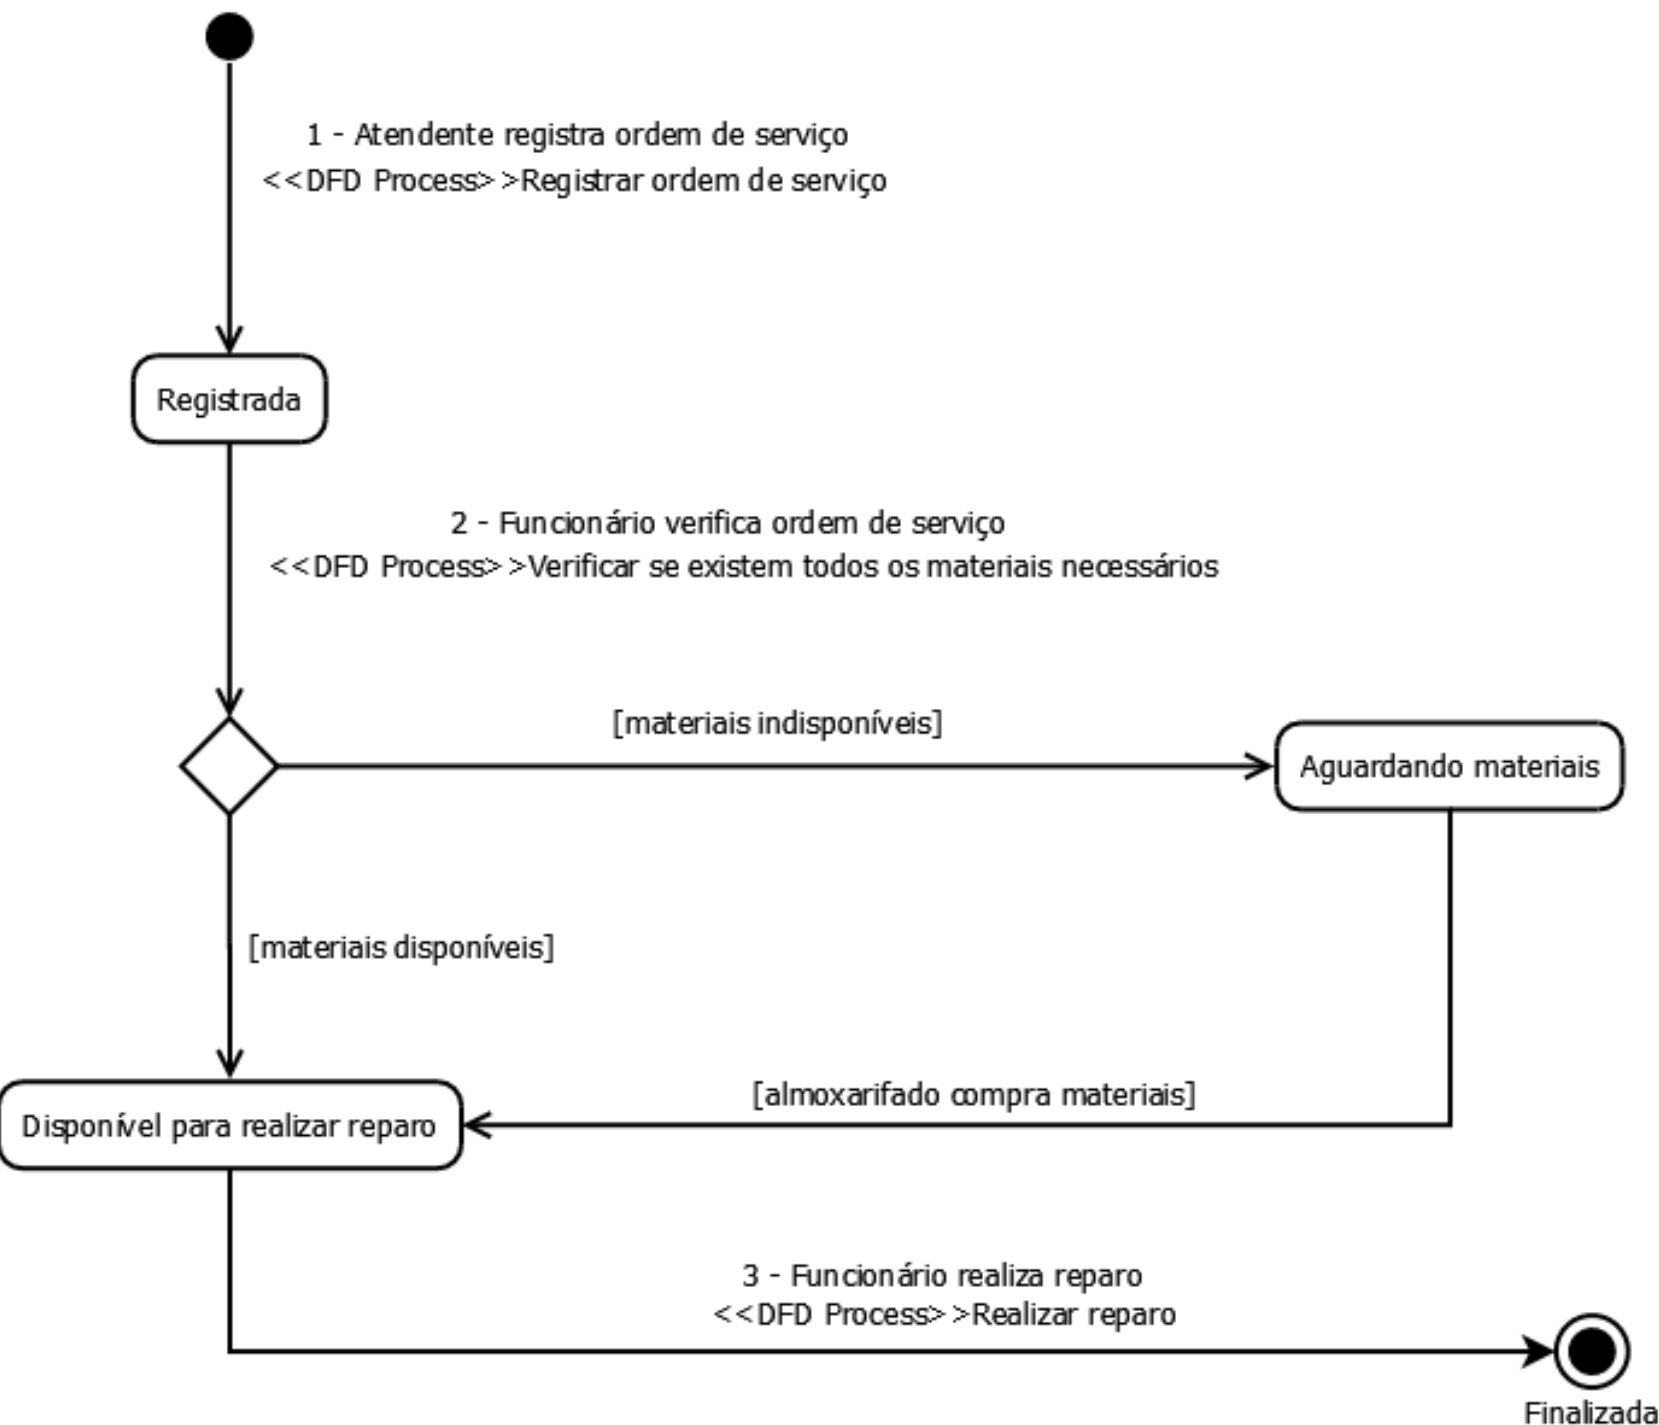 1 - Atendente registra ordem de serviço
<<DFD Process>>Registrar ordem de serviço
Registrada
2 - Funcionário verifica ordem de serviço
<<DFD Process>>Verificar se existem todos os materiais necessários
[materiais indisponíveis]
Aguardando materiais
[materiais disponíveis]
[almoxarifado compra materiais]
Disponível para realizar reparo
3 - Funcionário realiza reparo
<<DFD Process>>Realizar reparo
Finalizada